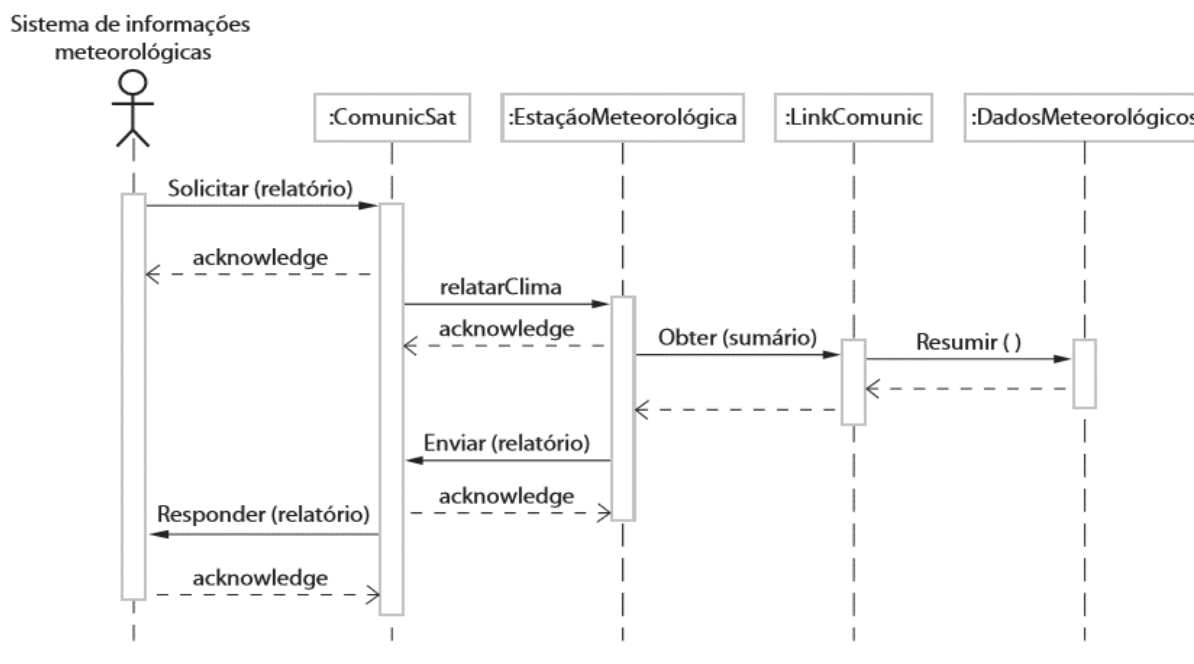 Sistema de informações
meteorológicas
:ComunicSat
:EstaçãoMeteorológica
:LinkComunic
:DadosMeteorológicos
Solicitar (relatório)
acknowledge
relatarClima
acknowledge
Obter (sumário)
Resumir ( )
Enviar (relatório)
acknowledge
Responder (relatório)
acknowledge